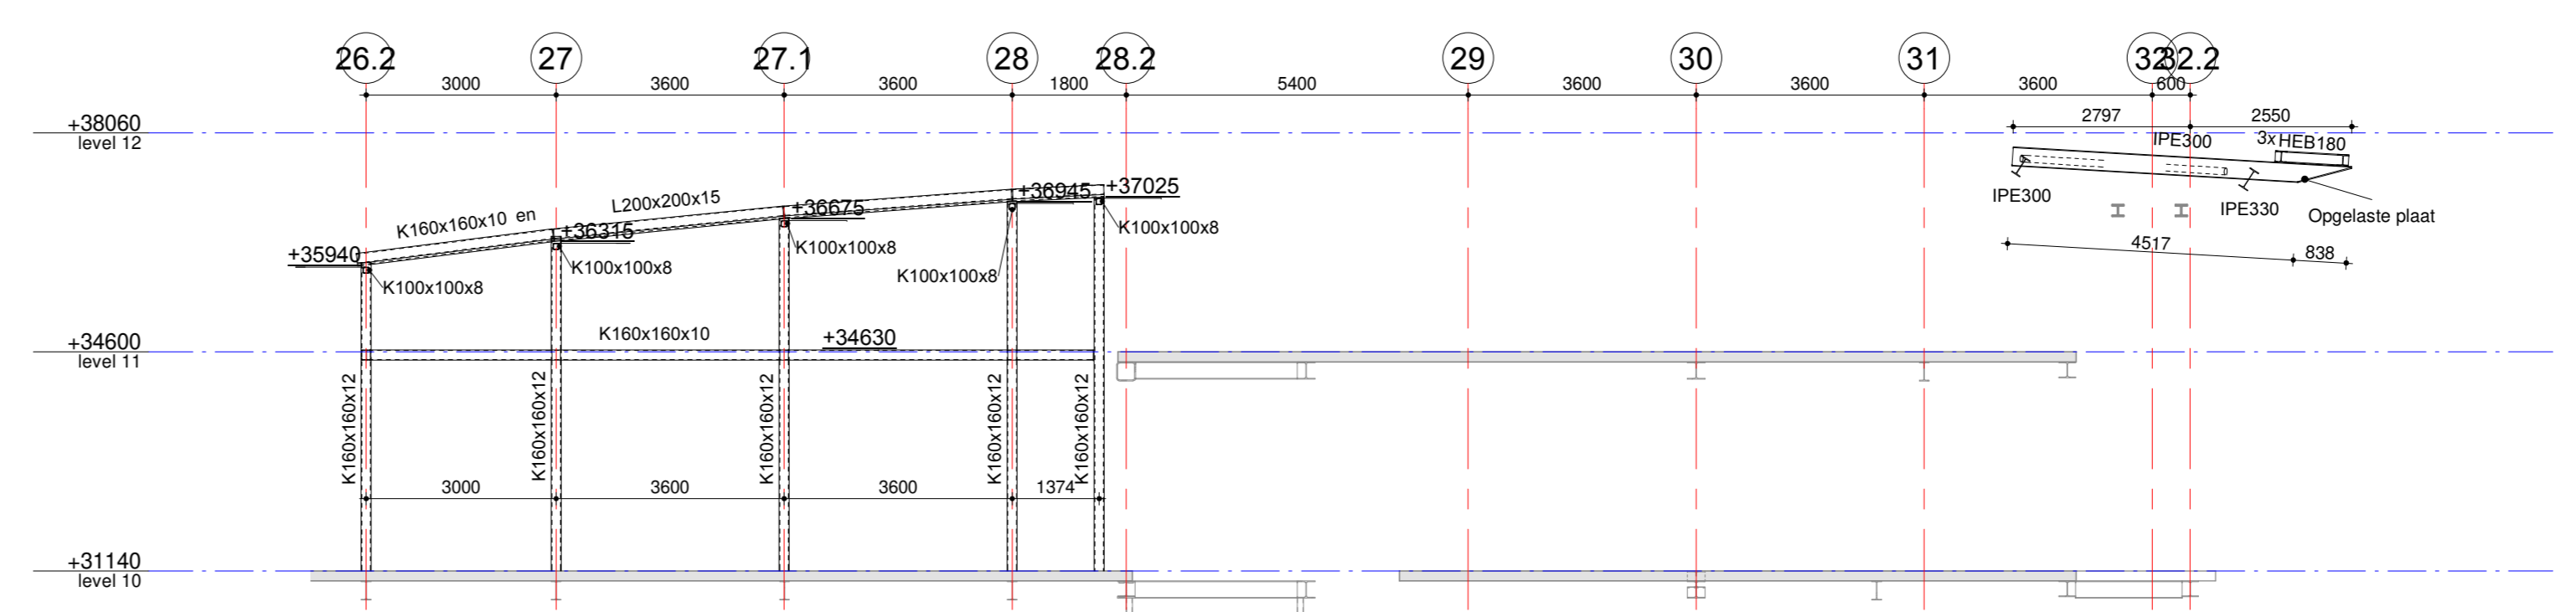 26.2 27 27.1 28 28.2 29 30 31 32 32.2
3000 3600 3600 1800 5400 3600 3600 3600 600
+38060
level 12
2797 2550
IPE300 3x HEB180
IPE300 IPE330 Opgelaste plaat
4517 838
K160x160x10 en L200x200x15
+35940 +36315 +36675 +36945 +37025
K100x100x8 K100x100x8 K100x100x8 K100x100x8 K100x100x8
K160x160x10 +34630
+34600
level 11
K160x160x12 K160x160x12 K160x160x12 K160x160x12 K160x160x12
3000 3600 3600 1374
+31140
level 10